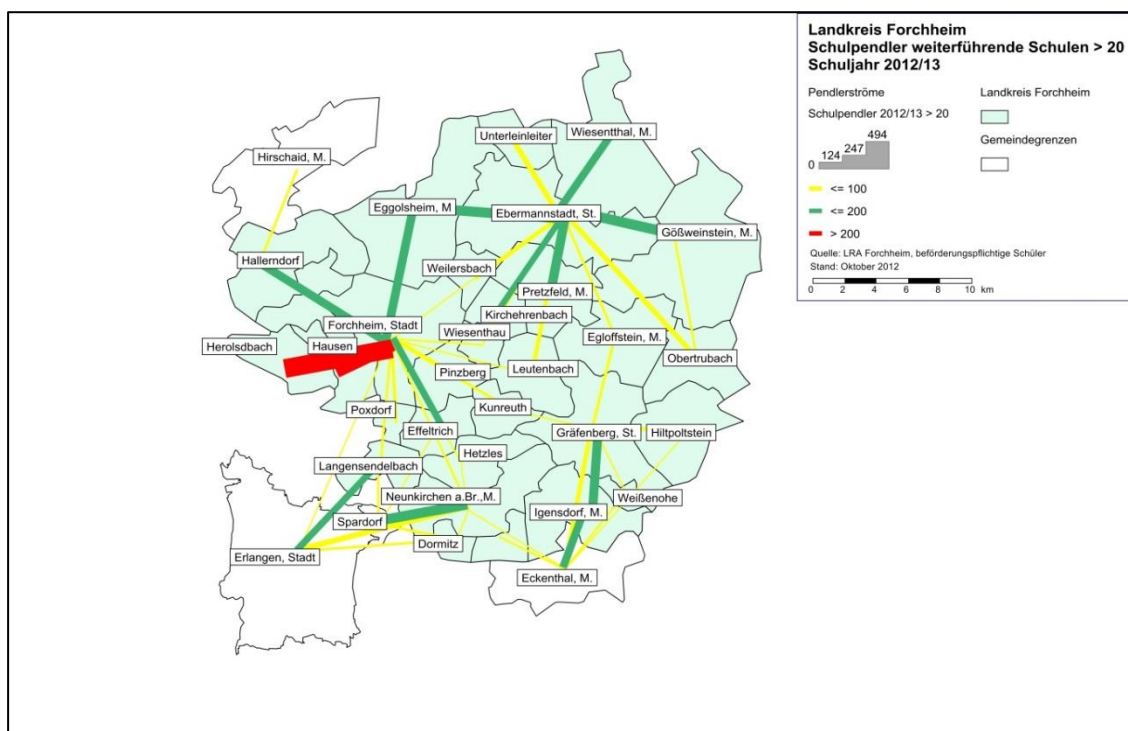 Landkreis Forchheim
Schulpendler weiterführende Schulen > 20
Schuljahr 2012/13
Pendlerströme
Landkreis Forchheim
Schulpendler 2012/13 > 20
Gemeindegrenzen
494
247
124
0
<= 100
<= 200
> 200
Quelle: LRA Forchheim, beförderungspflichtige Schüler
Stand: Oktober 2012
0 2 4 6 8 10 km
Unterleinleiter
Wiesentthal, M.
Hirschaid, M.
Eggolsheim, M
Ebermannstadt, St.
Gößweinstein, M.
Hallerndorf
Weilersbach
Pretzfeld, M.
Kirchehrenbach
Forchheim, Stadt
Wiesenthau
Egloffstein, M.
Herolsdbach
Hausen
Obertrubach
Pinzberg
Leutenbach
Poxdorf
Kunreuth
Effeltrich
Gräfenberg, St.
Hiltpoltstein
Hetzles
Langensendelbach
Neunkirchen a.Br.,M.
Weißenohe
Igensdorf, M.
Spardorf
Dormitz
Erlangen, Stadt
Eckenthal, M.